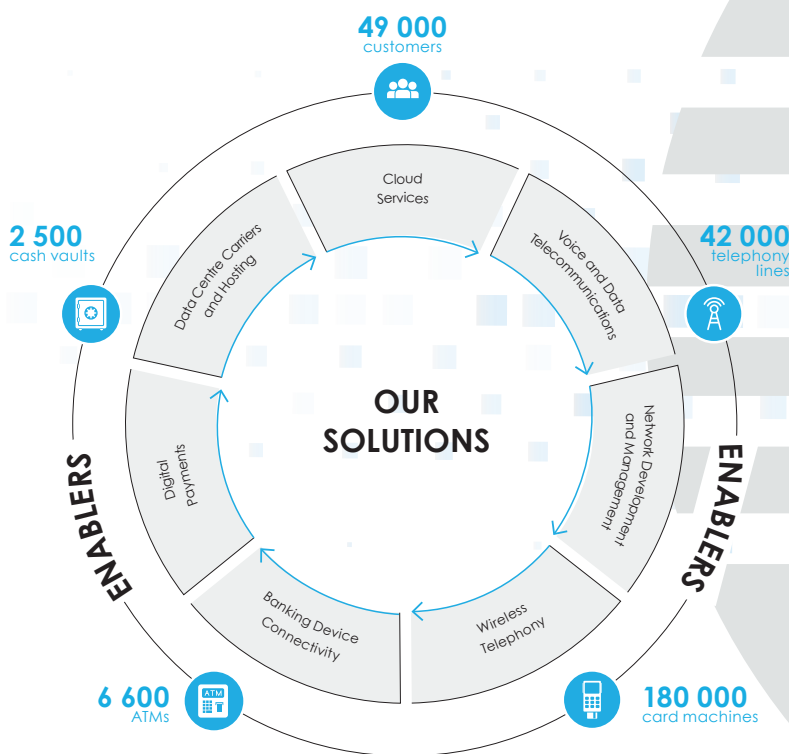 49 000
customers
Cloud
Services
Voice and Data
Telecommunications
42 000
telephony
lines
Network Development
and Management
180 000
card machines
Wireless
Telephony
Banking Device
Connectivity
6 600
ATMs
ATM
Digital
Payments
2 500
cash vaults
Data Centre Carriers
and Hosting
OUR
SOLUTIONS
ENABLERS
ENABLERS